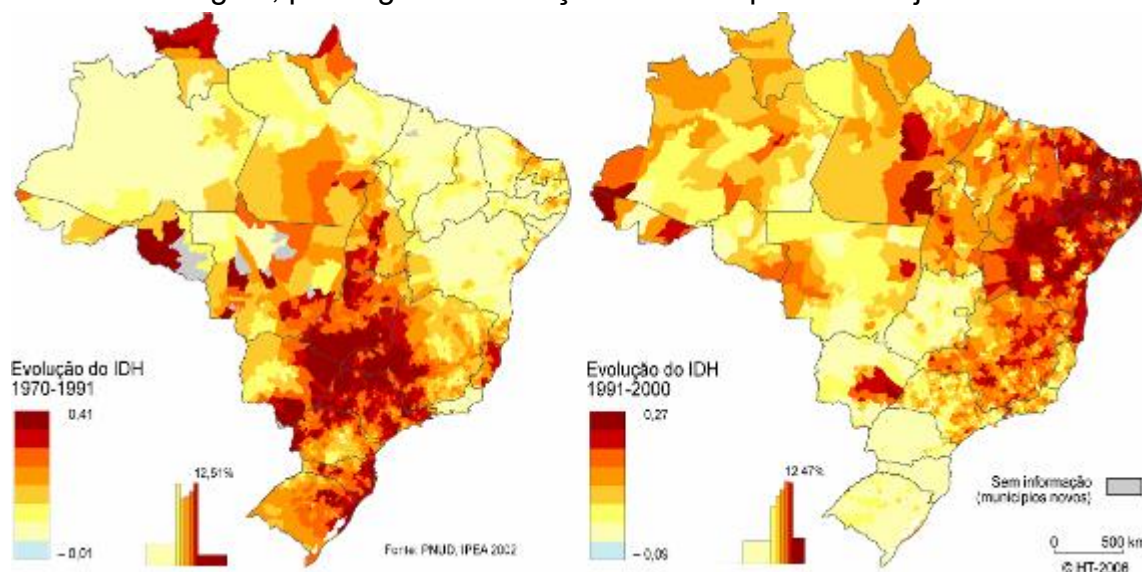 Evolução do IDH
1970-1991
0,41
– 0,01
12,51%
Fonte: PNUD, IPEA 2002
Evolução do IDH
1991-2000
0,27
– 0,09
12,47%
Sem informação
(municípios novos)
0 500 km
© HT-2006